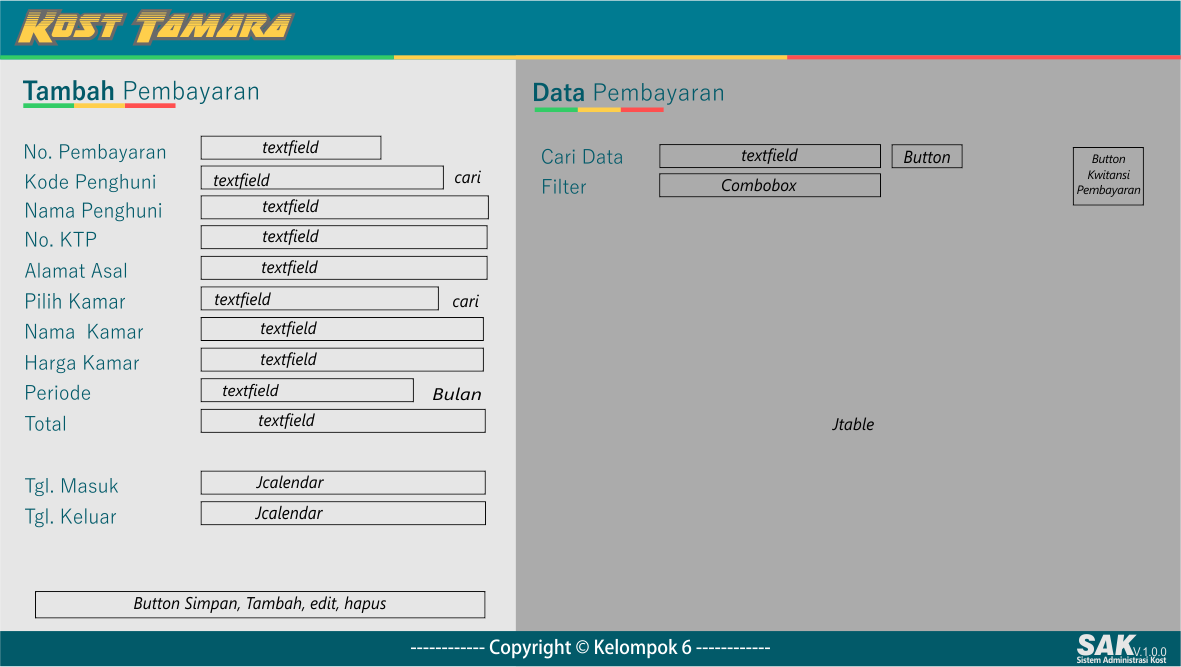 KOST TAMARA
Tambah Pembayaran
No. Pembayaran textfield
Kode Penghuni textfield cari
Nama Penghuni textfield
No. KTP textfield
Alamat Asal textfield
Pilih Kamar textfield cari
Nama Kamar textfield
Harga Kamar textfield
Periode textfield Bulan
Total textfield
Tgl. Masuk Jcalendar
Tgl. Keluar Jcalendar
Button Simpan, Tambah, edit, hapus
Data Pembayaran
Cari Data textfield Button
Filter Combobox
Button
Kwitansi
Pembayaran
Jtable
------------ Copyright © Kelompok 6 ------------
SAK V.1.0.0
Sistem Administrasi Kost